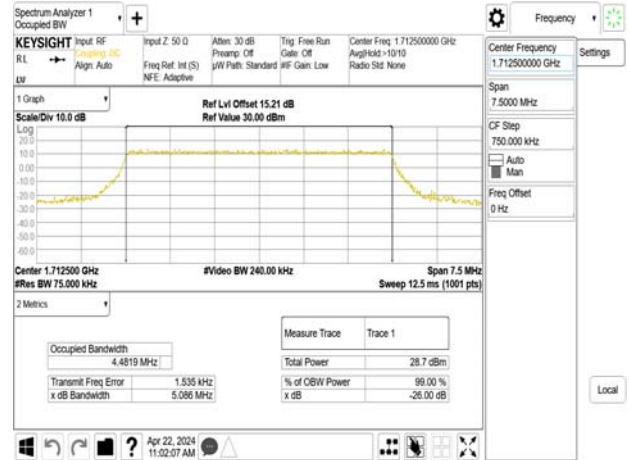 Spectrum Analyzer 1
Occupied BW
Frequency
KEYSIGHT
RL
Input: RF
Coupling: DC
Align: Auto
Input Z: 50 Ω
Freq Ref: Int (S)
NFE: Adaptive
Atten: 30 dB
Preamp: Off
µW Path: Standard
Trig: Free Run
Gate: Off
#IF Gain: Low
Center Freq: 1.712500000 GHz
Avg|Hold:>10/10
Radio Std: None
Center Frequency
1.712500000 GHz
Settings
Span
7.5000 MHz
CF Step
750.000 kHz
Auto
Man
Freq Offset
0 Hz
1 Graph
Scale/Div 10.0 dB
Ref Lvl Offset 15.21 dB
Ref Value 30.00 dBm
Log
20.0
10.0
0.00
-10.0
-20.0
-30.0
-40.0
-50.0
-60.0
Center 1.712500 GHz
#Video BW 240.00 kHz
Span 7.5 MHz
#Res BW 75.000 kHz
Sweep 12.5 ms (1001 pts)
2 Metrics
Occupied Bandwidth
4.4819 MHz
Transmit Freq Error 1.535 kHz
x dB Bandwidth 5.086 MHz
Measure Trace Trace 1
Total Power 28.7 dBm
% of OBW Power 99.00 %
x dB -26.00 dB
Local
?
Apr 22, 2024
11:02:07 AM